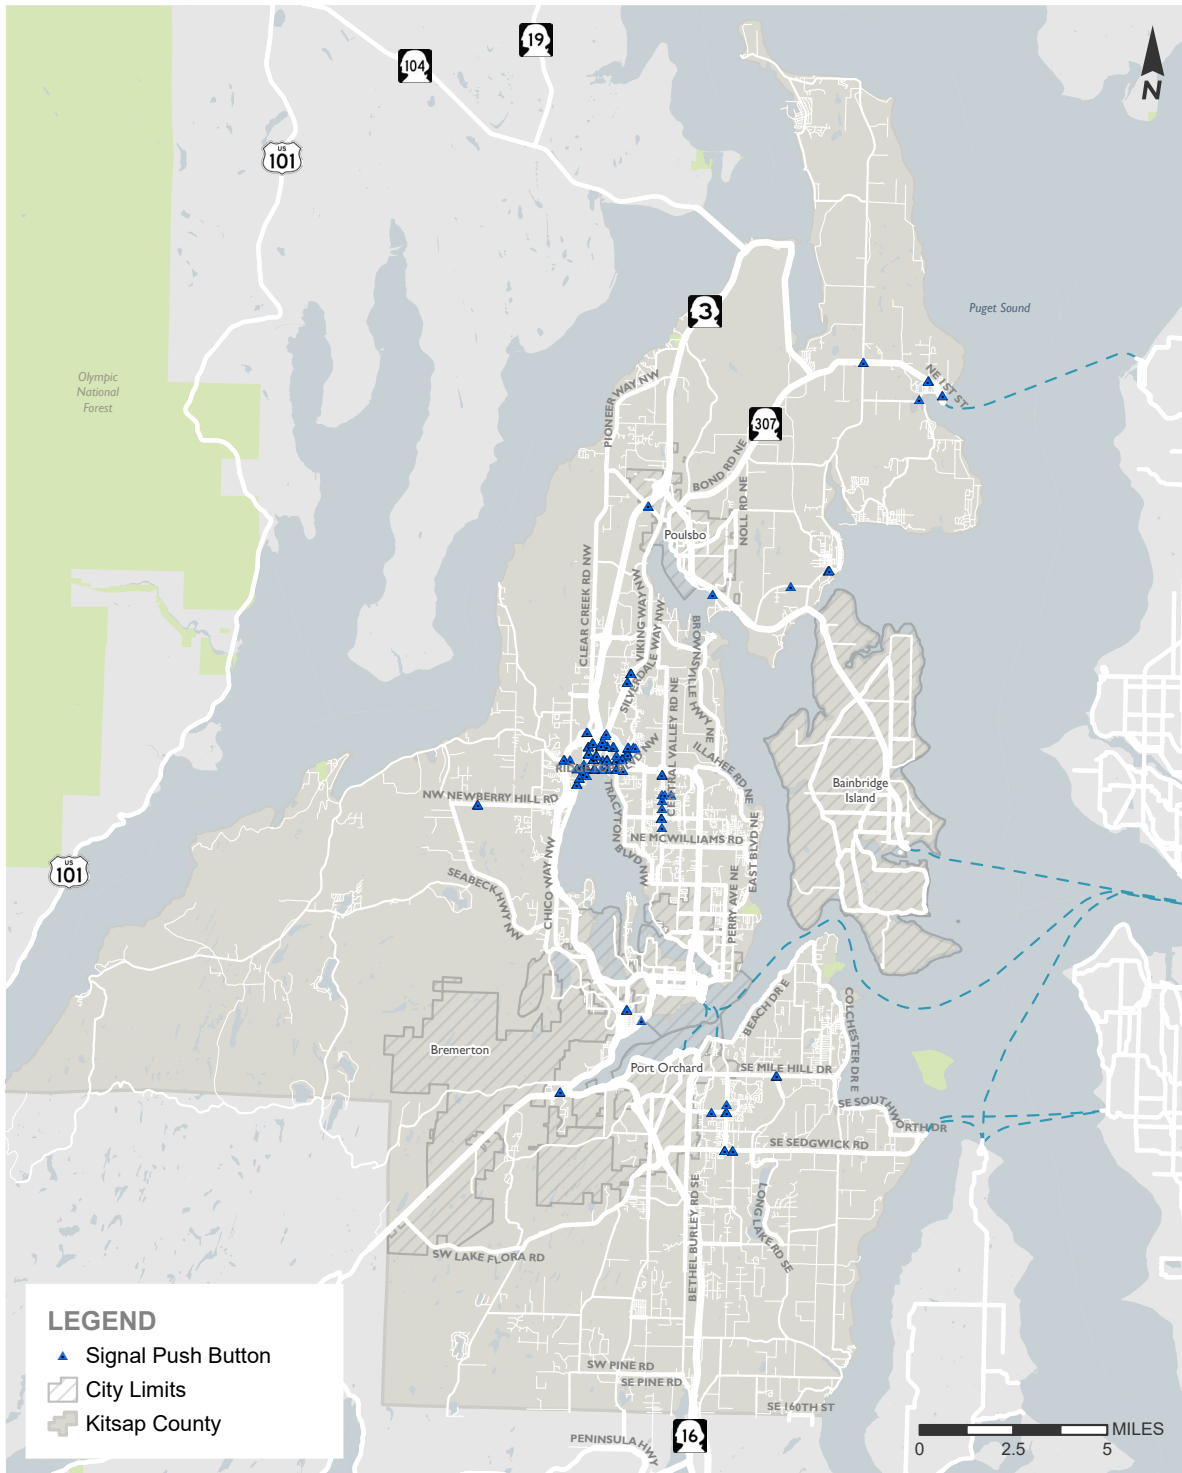 19
104
N
US
101
3
Puget Sound
Olympic
National
Forest
PIONEER WAY NW
NE 1ST ST
307
BOND RD NE
NOLL RD NE
Poulsbo
CLEAR CREEK RD NW
VIKING WAY NW
SILVERDALE WAY NW
BROWNSVILLE HWY NE
CENTRAL VALLEY RD NE
ILLAHEE RD NE
Bainbridge
Island
NW NEWBERRY HILL RD
TRACYTON BLVD NW
NE MCWILLIAMS RD
EAST BLVD NE
US
101
CHICO WAY NW
SEABECK HWY NW
PERRY AVE NE
BEACH DR E
COLCHESTER DR E
Bremerton
Port Orchard
SE MILE HILL DR
SE SOUTHWORTH DR
SE SEDGWICK RD
LONG LAKE RD SE
BETHEL BURLEY RD SE
SW LAKE FLORA RD
LEGEND
Signal Push Button
City Limits
Kitsap County
SW PINE RD
SE PINE RD
SE 160TH ST
16
PENINSULA HWY
MILES
0 2.5 5